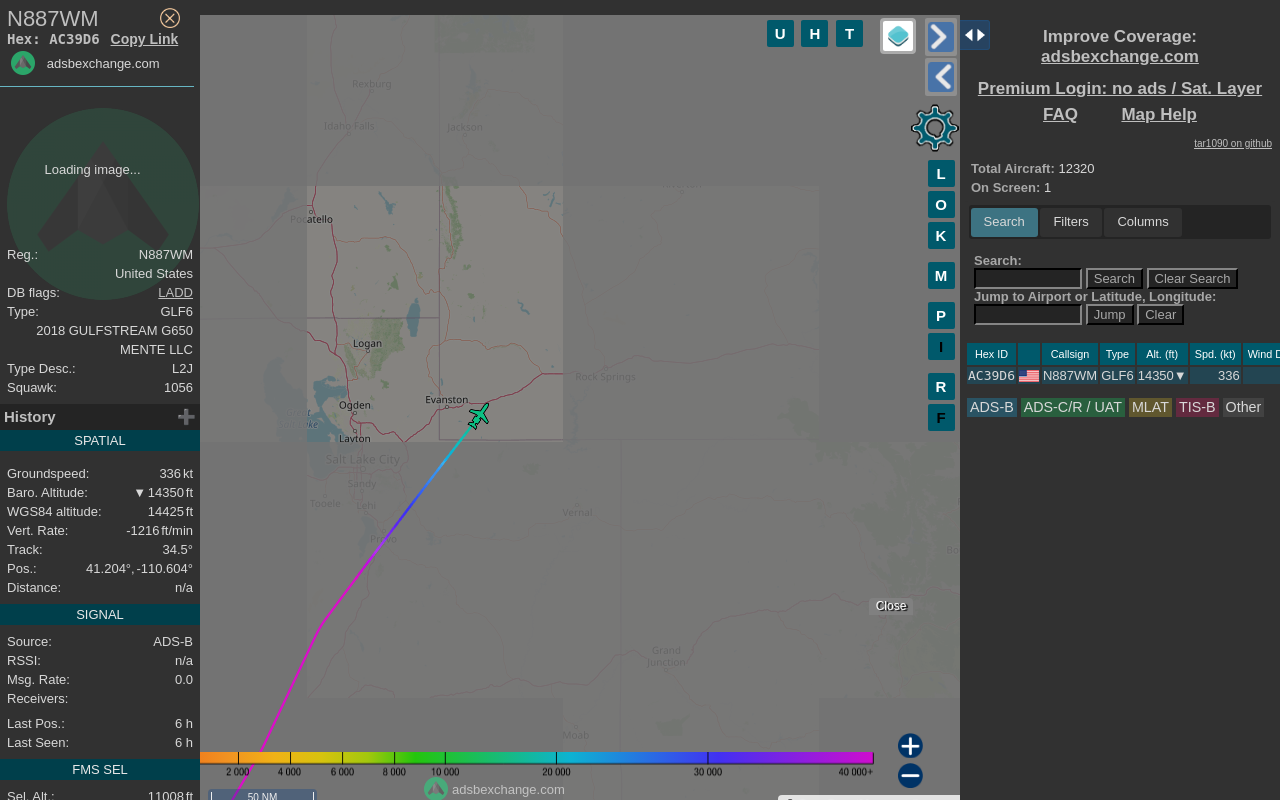 N887WM
Hex: AC39D6 Copy Link
adsbexchange.com
Loading image...
Reg.: N887WM
United States
DB flags: LADD
Type: GLF6
2018 GULFSTREAM G650
MENTE LLC
Type Desc.: L2J
Squawk: 1056
History
SPATIAL
Groundspeed: 336 kt
Baro. Altitude: ▼ 14350 ft
WGS84 altitude: 14425 ft
Vert. Rate: -1216 ft/min
Track: 34.5°
Pos.: 41.204°, -110.604°
Distance: n/a
SIGNAL
Source: ADS-B
RSSI: n/a
Msg. Rate: 0.0
Receivers:
Last Pos.: 6 h
Last Seen: 6 h
FMS SEL
Sel. Alt.: 11008 ft
U H T
L
O
K
M
P
I
R
F
Rexburg
Idaho Falls
Jackson
Pocatello
Logan
Rock Springs
Ogden
Evanston
Layton
Salt Lake City
Sandy
Tooele
Lehi
Vernal
Provo
Close
Grand
Junction
Moab
2 000 4 000 6 000 8 000 10 000 20 000 30 000 40 000+
adsbexchange.com
50 NM
Improve Coverage:
adsbexchange.com
Premium Login: no ads / Sat. Layer
FAQ Map Help
tar1090 on github
Total Aircraft: 12320
On Screen: 1
Search Filters Columns
Search:
Search Clear Search
Jump to Airport or Latitude, Longitude:
Jump Clear
Hex ID Callsign Type Alt. (ft) Spd. (kt) Wind D
AC39D6 N887WM GLF6 14350▼ 336
ADS-B ADS-C/R / UAT MLAT TIS-B Other